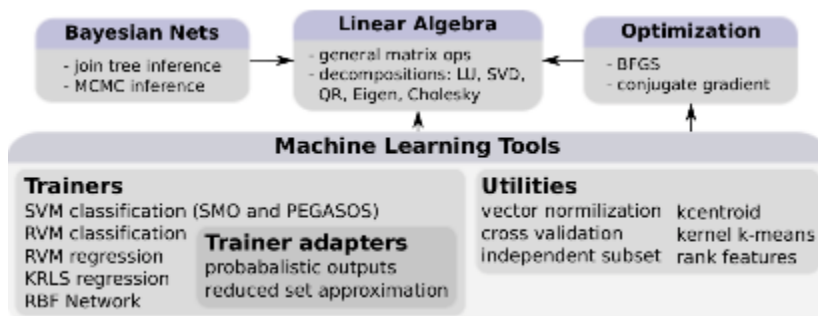 Bayesian Nets
- join tree inference
- MCMC inference
Linear Algebra
- general matrix ops
- decompositions: LU, SVD,
QR, Eigen, Cholesky
Optimization
- BFGS
- conjugate gradient
Machine Learning Tools
Trainers
SVM classification (SMO and PEGASOS)
RVM classification
RVM regression
KRLS regression
RBF Network
Trainer adapters
probabalistic outputs
reduced set approximation
Utilities
vector normilization
cross validation
independent subset
kcentroid
kernel k-means
rank features